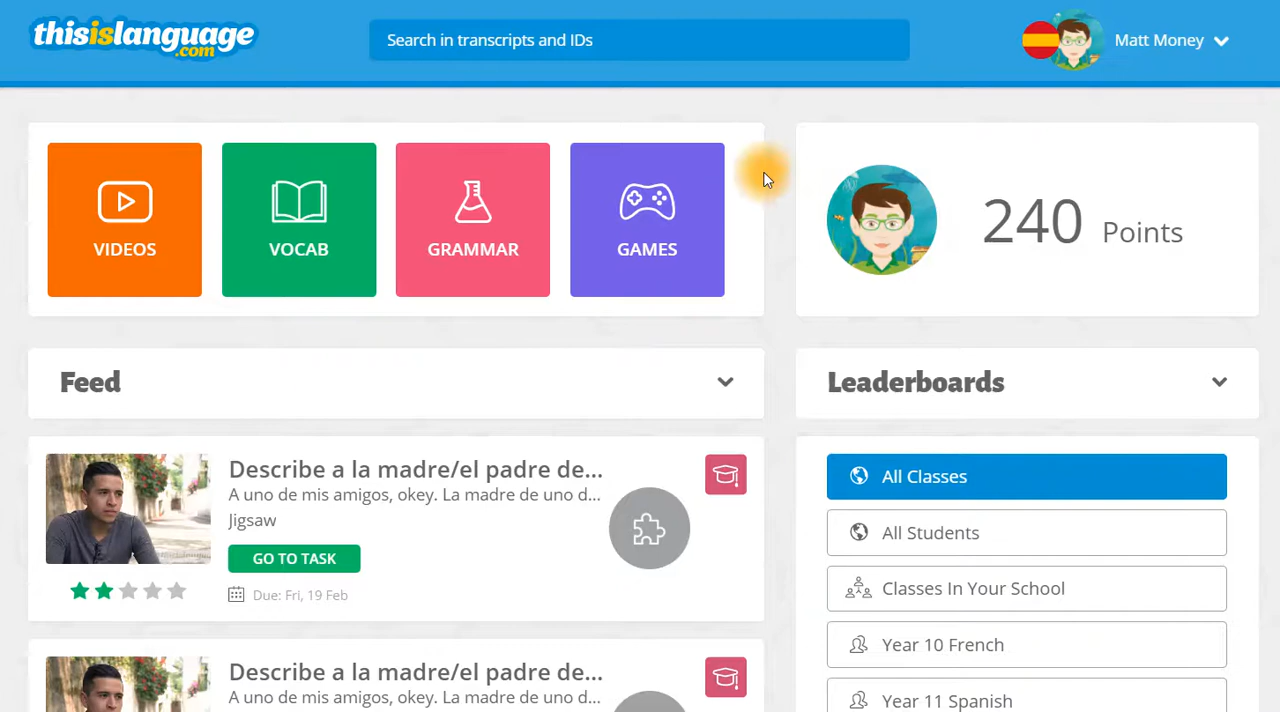 thisislanguage
.com
Search in transcripts and IDs
Matt Money
VIDEOS
VOCAB
GRAMMAR
GAMES
240 Points
Feed
Leaderboards
Describe a la madre/el padre de...
A uno de mis amigos, okey. La madre de uno d...
Jigsaw
GO TO TASK
Due: Fri, 19 Feb
All Classes
All Students
Classes In Your School
Year 10 French
Year 11 Spanish
Describe a la madre/el padre de...
A uno de mis amigos, okey. La madre de uno d...